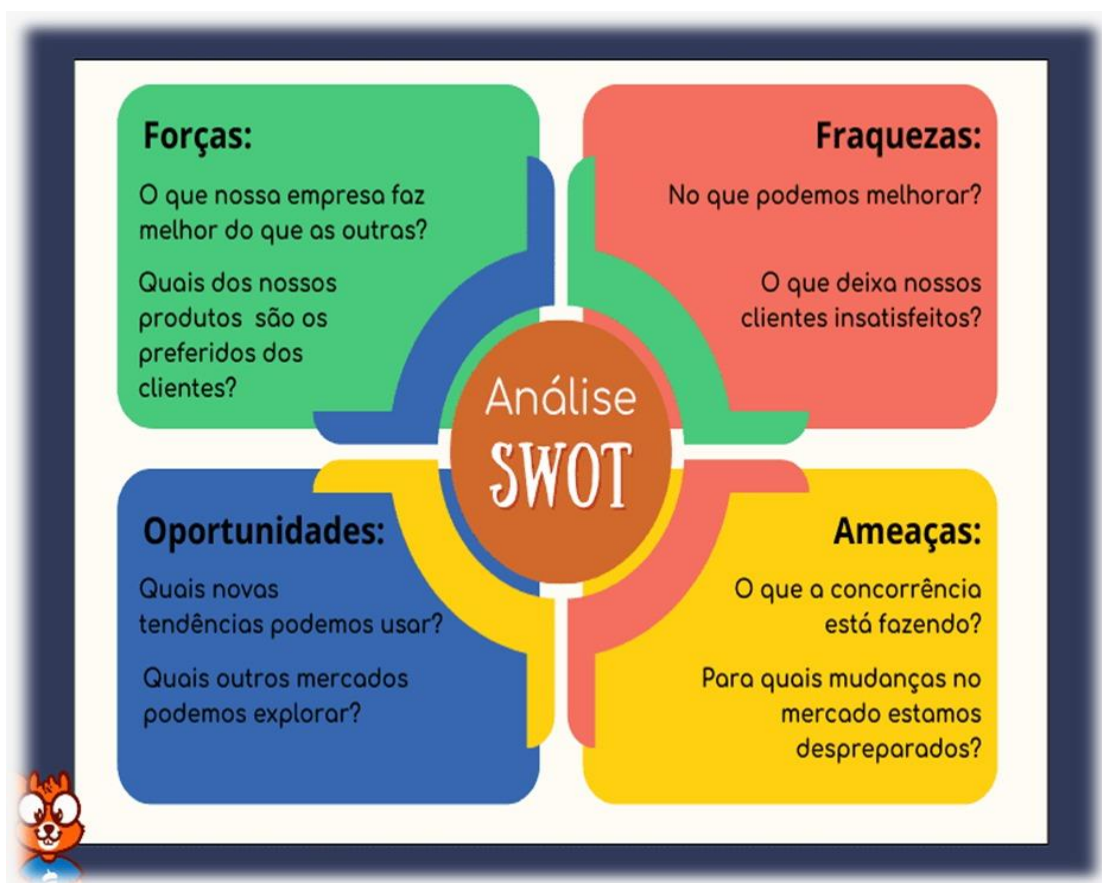 Forças:
O que nossa empresa faz
melhor do que as outras?
Quais dos nossos
produtos são os
preferidos dos
clientes?
Fraquezas:
No que podemos melhorar?
O que deixa nossos
clientes insatisfeitos?
Análise
SWOT
Oportunidades:
Quais novas
tendências podemos usar?
Quais outros mercados
podemos explorar?
Ameaças:
O que a concorrência
está fazendo?
Para quais mudanças no
mercado estamos
despreparados?